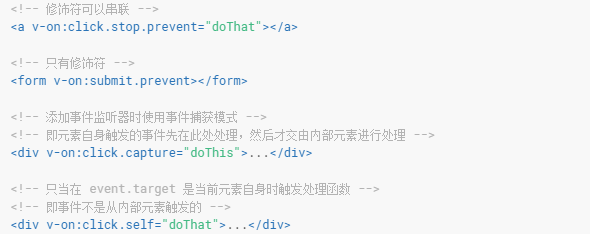 <!-- 修饰符可以串联 -->
<a v-on:click.stop.prevent="doThat"></a>
<!-- 只有修饰符 -->
<form v-on:submit.prevent></form>
<!-- 添加事件监听器时使用事件捕获模式 -->
<!-- 即元素自身触发的事件先在此处处理，然后才交由内部元素进行处理 -->
<div v-on:click.capture="doThis">...</div>
<!-- 只当在 event.target 是当前元素自身时触发处理函数 -->
<!-- 即事件不是从内部元素触发的 -->
<div v-on:click.self="doThat">...</div>